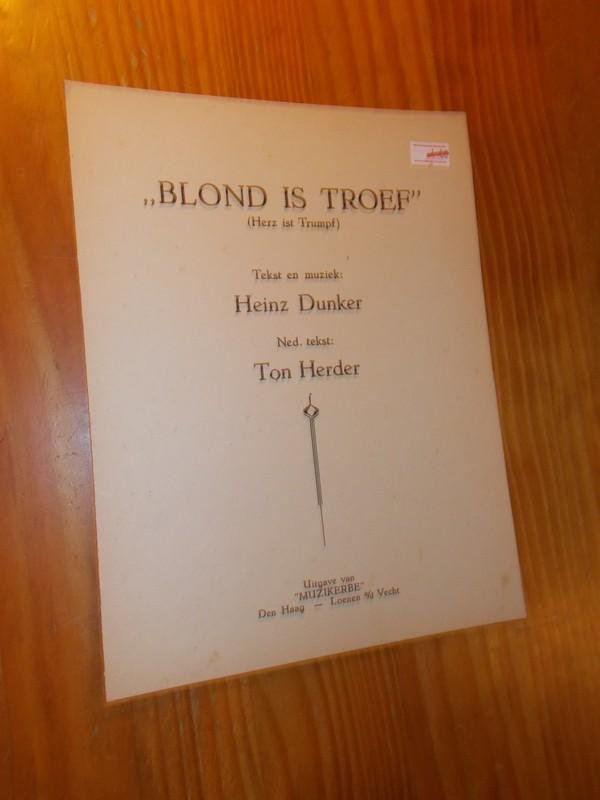 „BLOND IS TROEF”
(Herz ist Trumpf)
Tekst en muziek:
Heinz Dunker
Ned. tekst:
Ton Herder
Uitgave van
"MUZIKERBE"
Den Haag — Loenen a/d Vecht